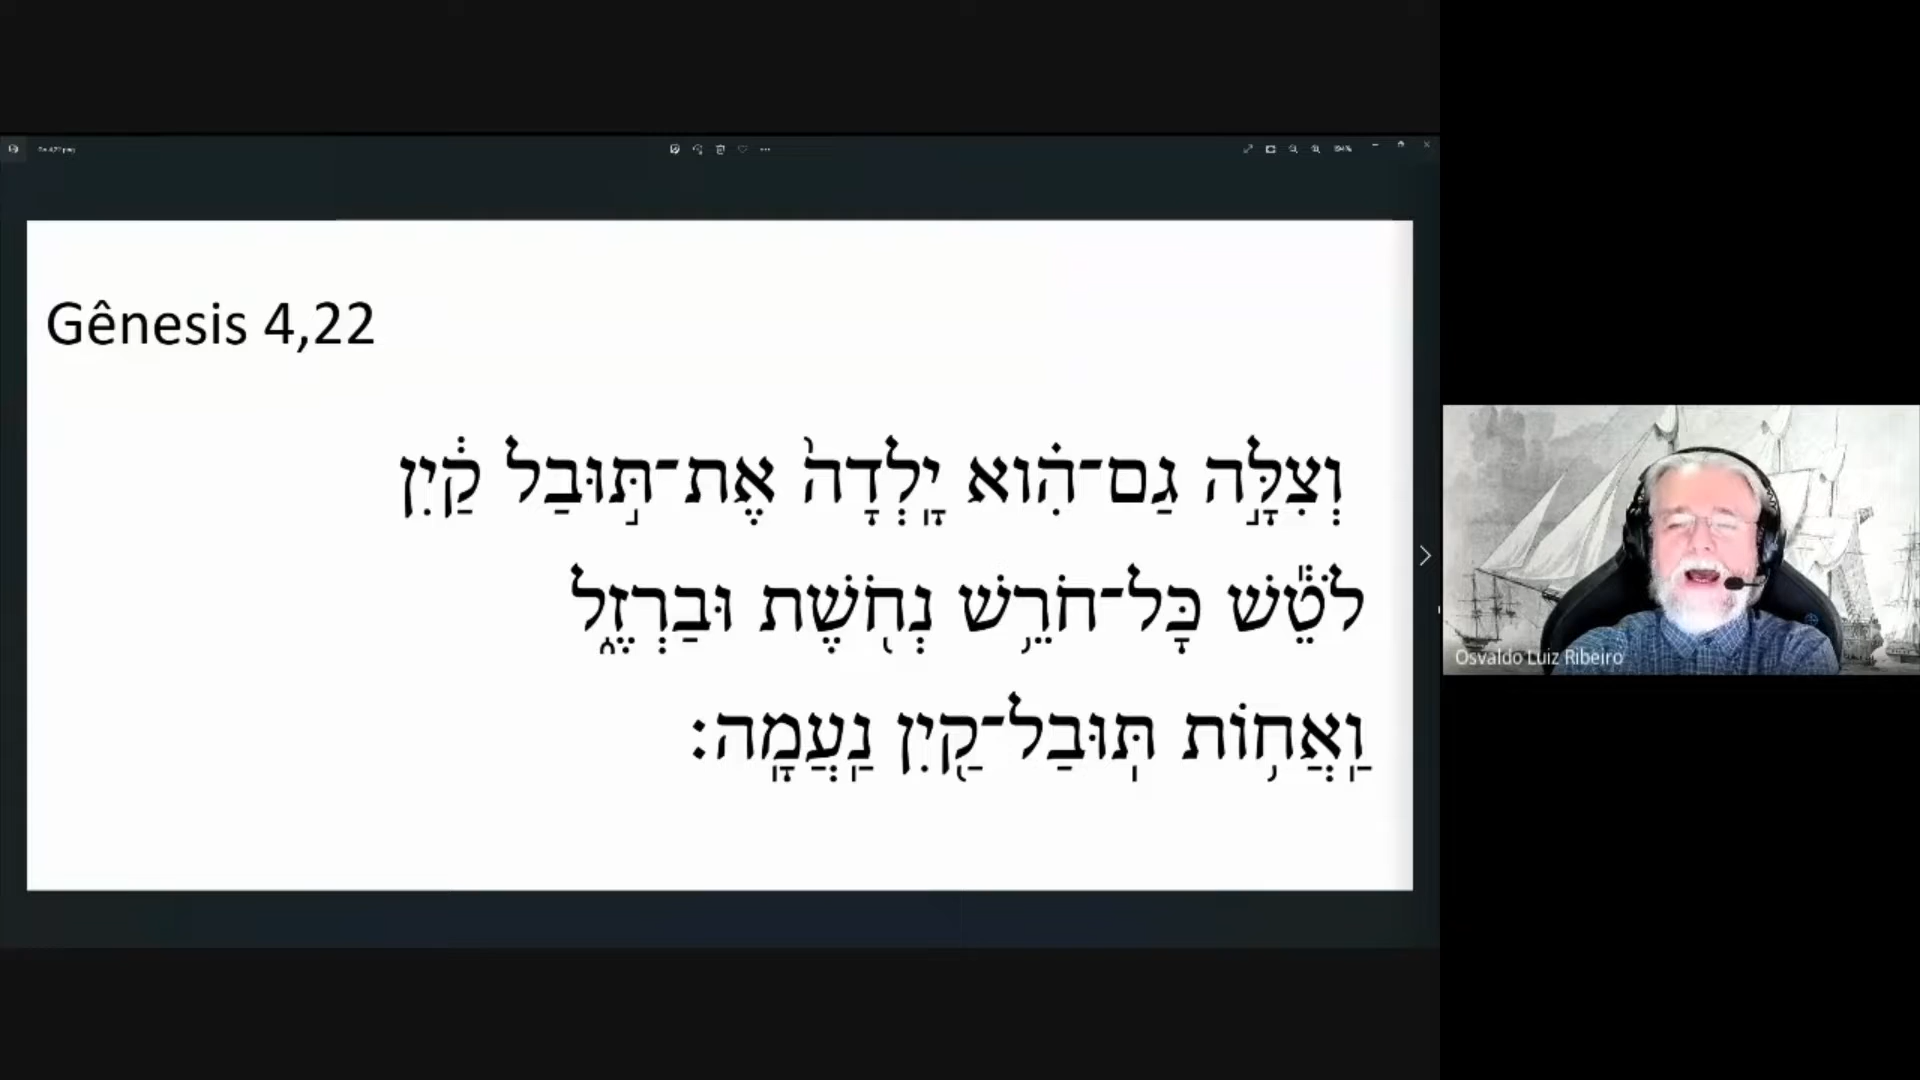 Gênesis 4,22
וְצִלָּ֣ה גַם־הִ֗וא יָֽלְדָה֙ אֶת־תּ֣וּבַל קַ֔יִן
לֹטֵ֕שׁ כָּל־חֹרֵ֥שׁ נְחֹ֖שֶׁת וּבַרְזֶ֑ל
וַֽאֲח֥וֹת תּֽוּבַל־קַ֖יִן נַֽעֲמָֽה׃
Osvaldo Luiz Ribeiro